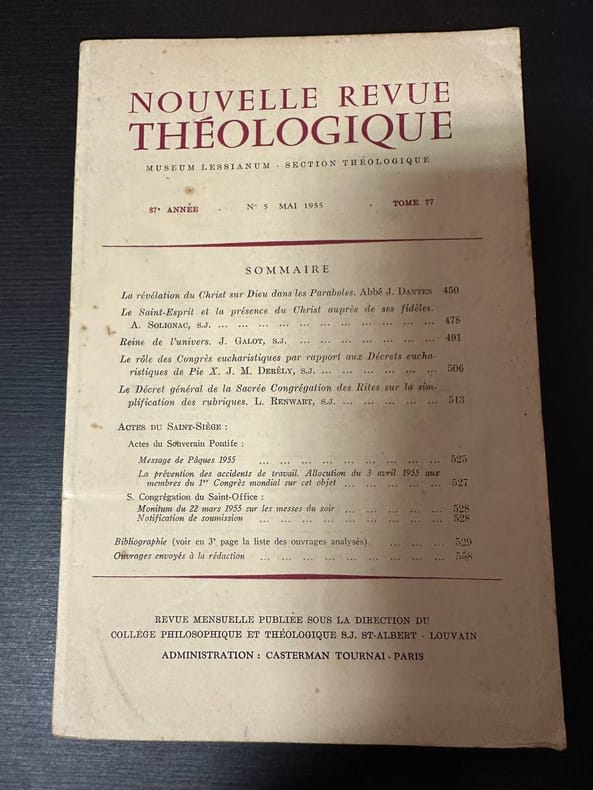 NOUVELLE REVUE
THÉOLOGIQUE
MUSEUM LESSIANUM - SECTION THÉOLOGIQUE
87e ANNÉE . N° 5 MAI 1955 . TOME 77
SOMMAIRE
La révélation du Christ sur Dieu dans les Paraboles. Abbé J. DANTEN 450
Le Saint-Esprit et la présence du Christ auprès de ses fidèles.
A. SOLIGNAC, S.J. ... ... ... ... ... ... ... ... ... ... ... 478
Reine de l'univers. J. GALOT, S.J. ... ... ... ... ... ... ... 491
Le rôle des Congrès eucharistiques par rapport aux Décrets eucha-
ristiques de Pie X. J. M. DERÉLY, S.J. ... ... ... ... ... ... 506
Le Décret général de la Sacrée Congrégation des Rites sur la sim-
plification des rubriques. L. RENWART, S.J. ... ... ... ... ... 513
ACTES DU SAINT-SIÈGE :
Actes du Souverain Pontife :
Message de Pâques 1955 ... ... ... ... ... ... ... ... ... 525
La prévention des accidents de travail. Allocution du 3 avril 1955 aux
membres du 1er Congrès mondial sur cet objet ... ... ... ... ... 527
S. Congrégation du Saint-Office :
Monitum du 22 mars 1955 sur les messes du soir ... ... ... ... ... 528
Notification de soumission ... ... ... ... ... ... ... ... ... 528
Bibliographie (voir en 3e page la liste des ouvrages analysés). ... ... ... 529
Ouvrages envoyés à la rédaction ... ... ... ... ... ... ... ... 558
REVUE MENSUELLE PUBLIÉE SOUS LA DIRECTION DU
COLLÈGE PHILOSOPHIQUE ET THÉOLOGIQUE S.J. ST-ALBERT - LOUVAIN
ADMINISTRATION : CASTERMAN TOURNAI - PARIS